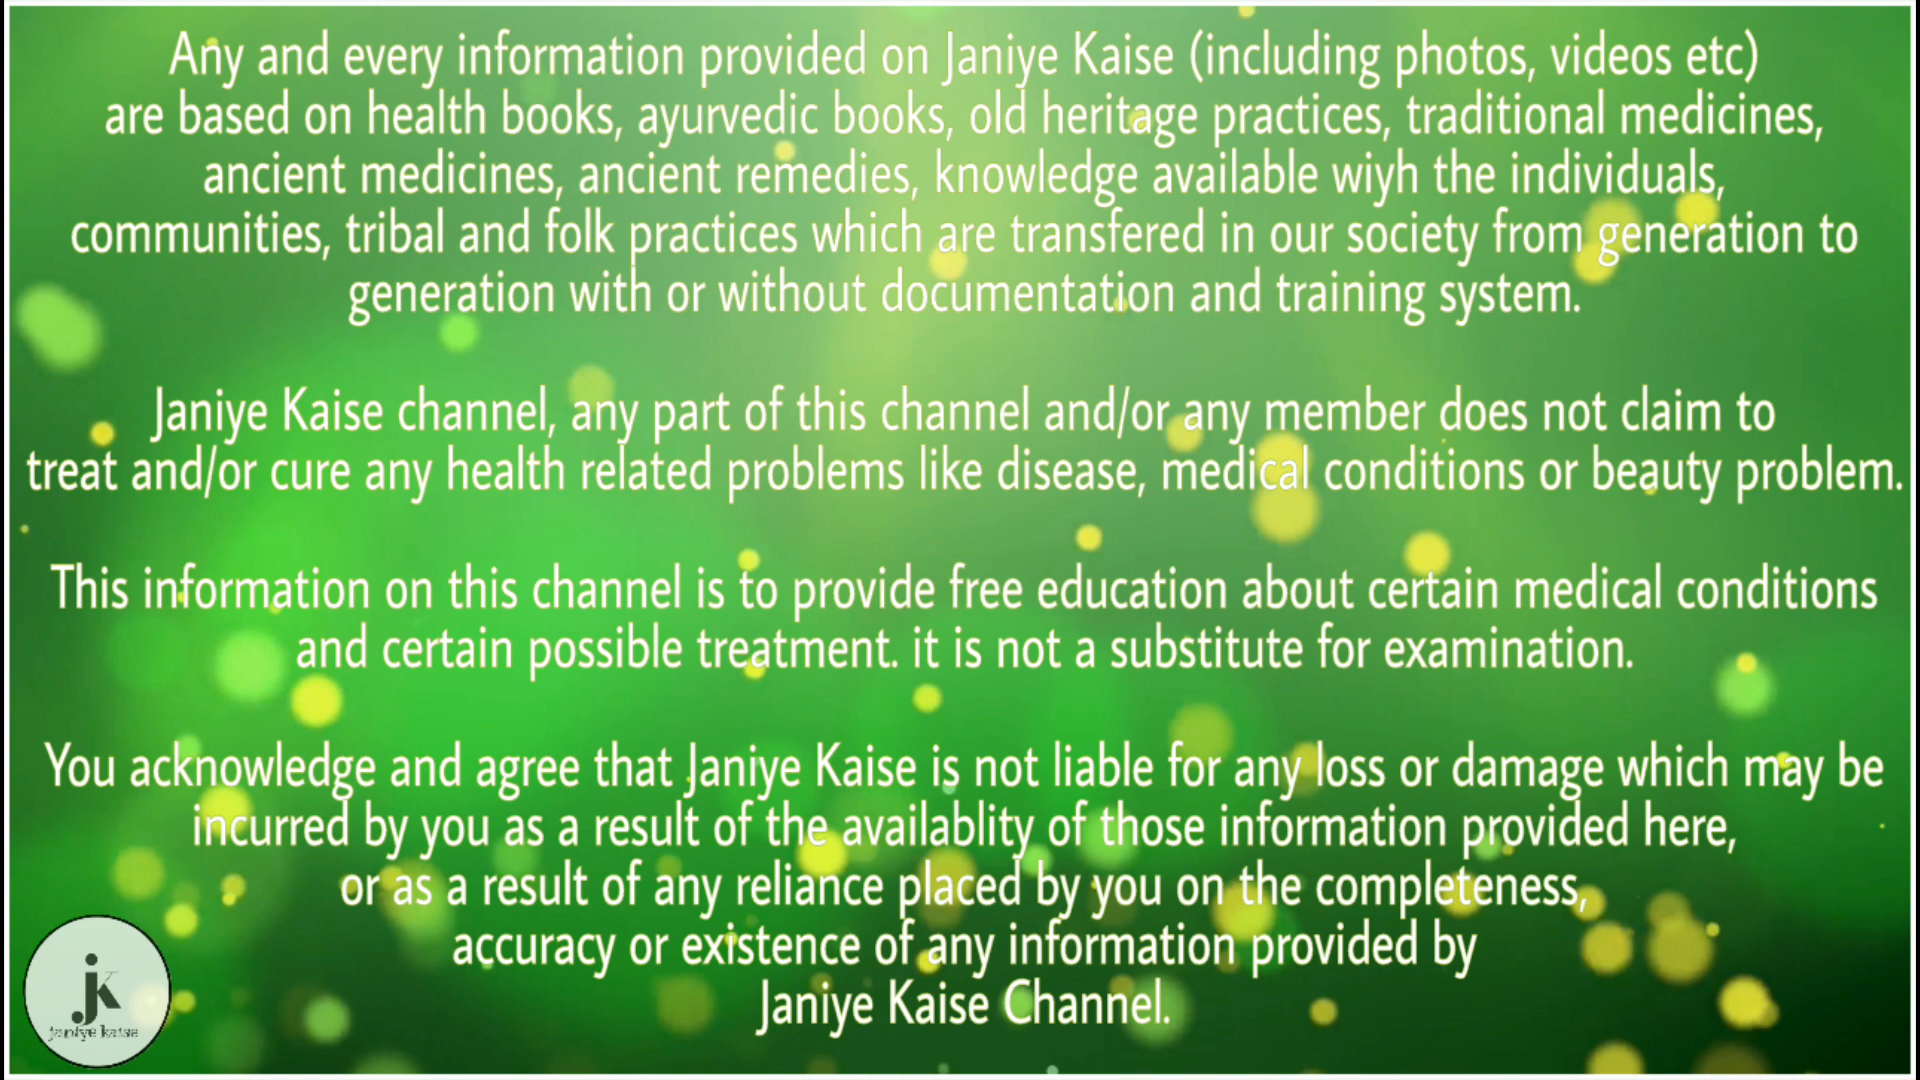 Any and every information provided on Janiye Kaise (including photos, videos etc)
are based on health books, ayurvedic books, old heritage practices, traditional medicines,
ancient medicines, ancient remedies, knowledge available wiyh the individuals,
communities, tribal and folk practices which are transfered in our society from generation to
generation with or without documentation and training system.
Janiye Kaise channel, any part of this channel and/or any member does not claim to
treat and/or cure any health related problems like disease, medical conditions or beauty problem.
This information on this channel is to provide free education about certain medical conditions
and certain possible treatment. it is not a substitute for examination.
You acknowledge and agree that Janiye Kaise is not liable for any loss or damage which may be
incurred by you as a result of the availablity of those information provided here,
or as a result of any reliance placed by you on the completeness,
accuracy or existence of any information provided by
Janiye Kaise Channel.
jk
janiye kaise